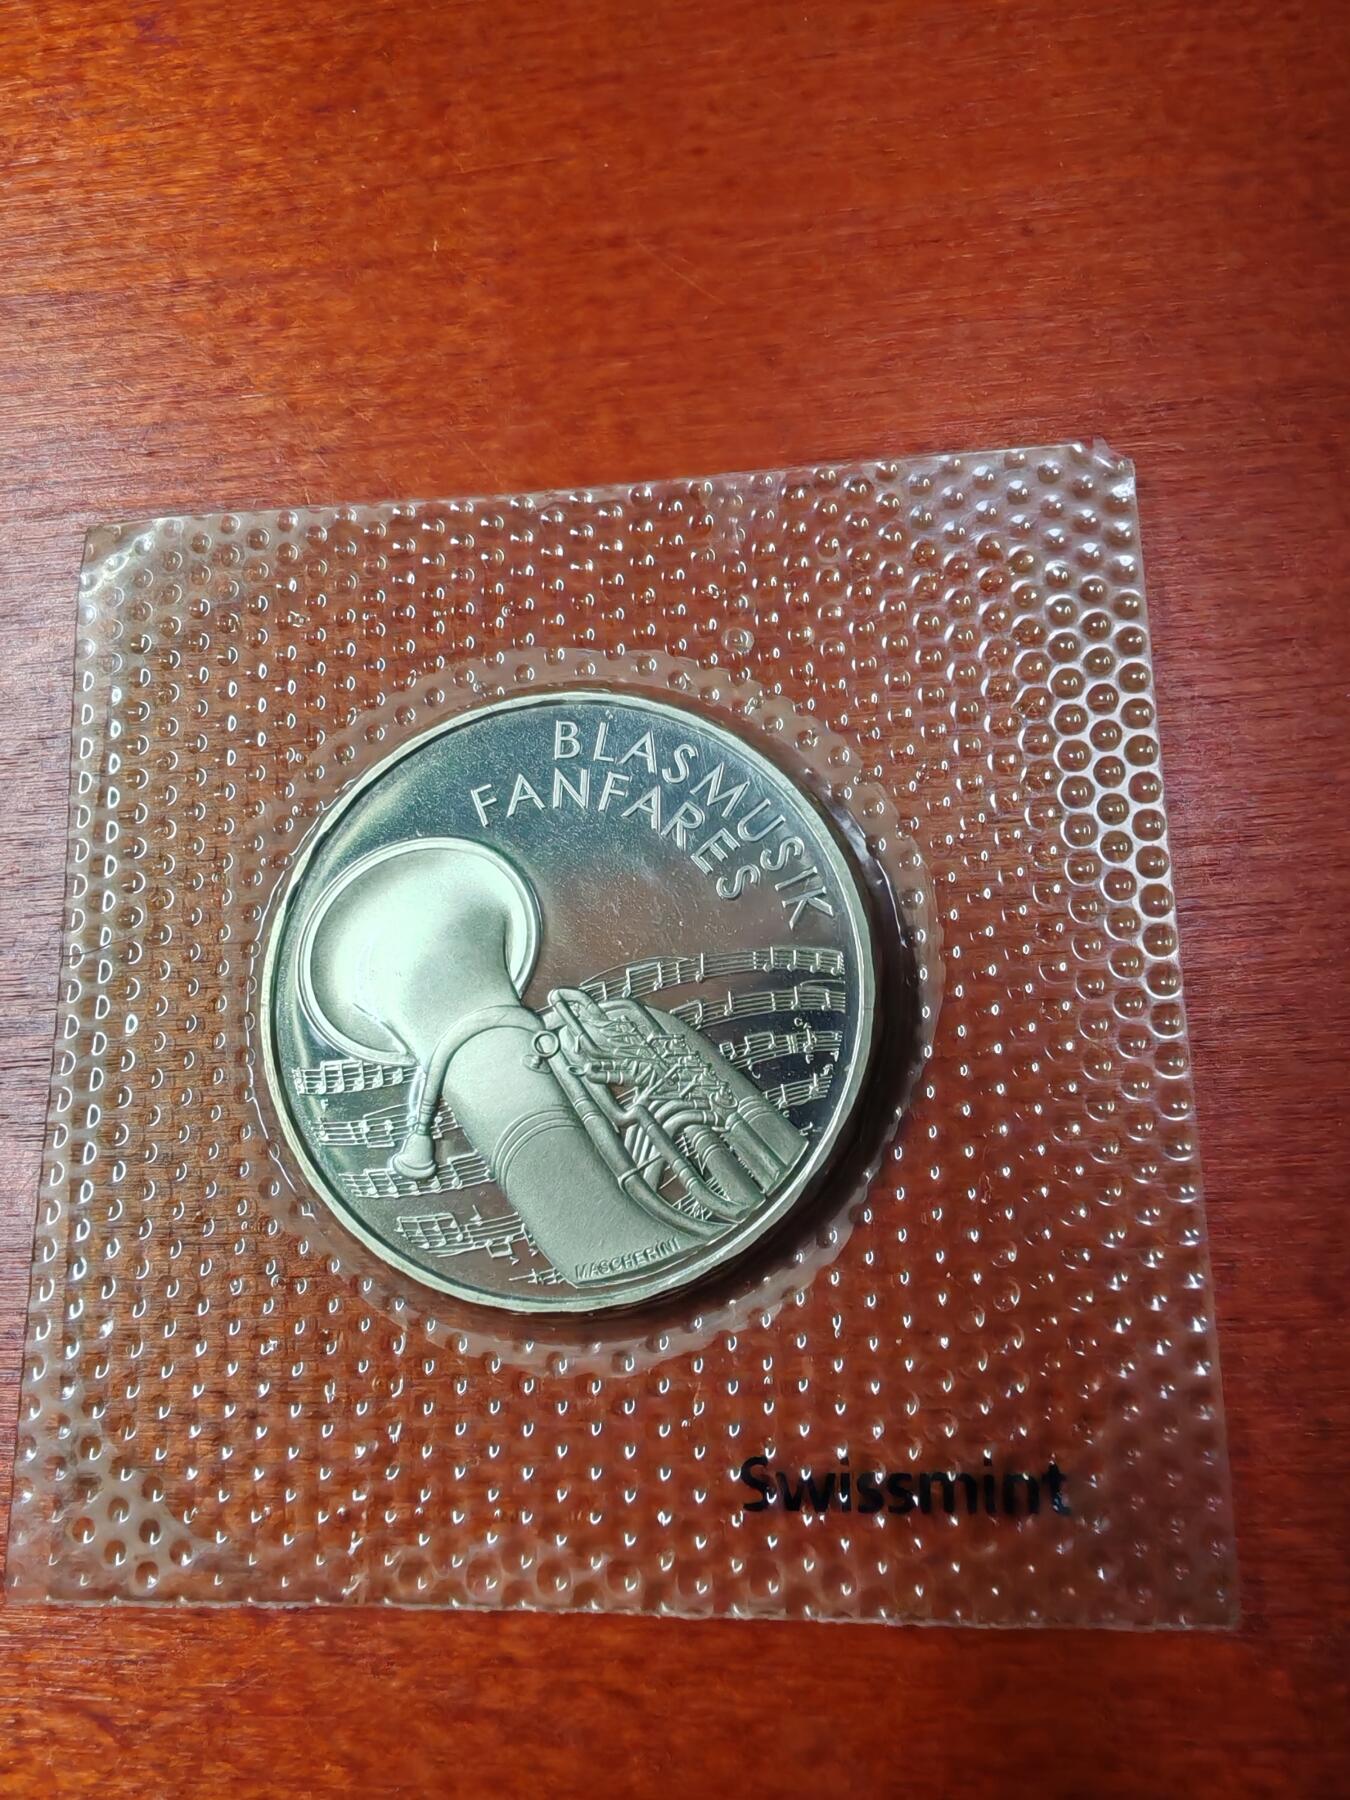 BLASMUSIK
FANFARES
MASCHERINI
Swissmint